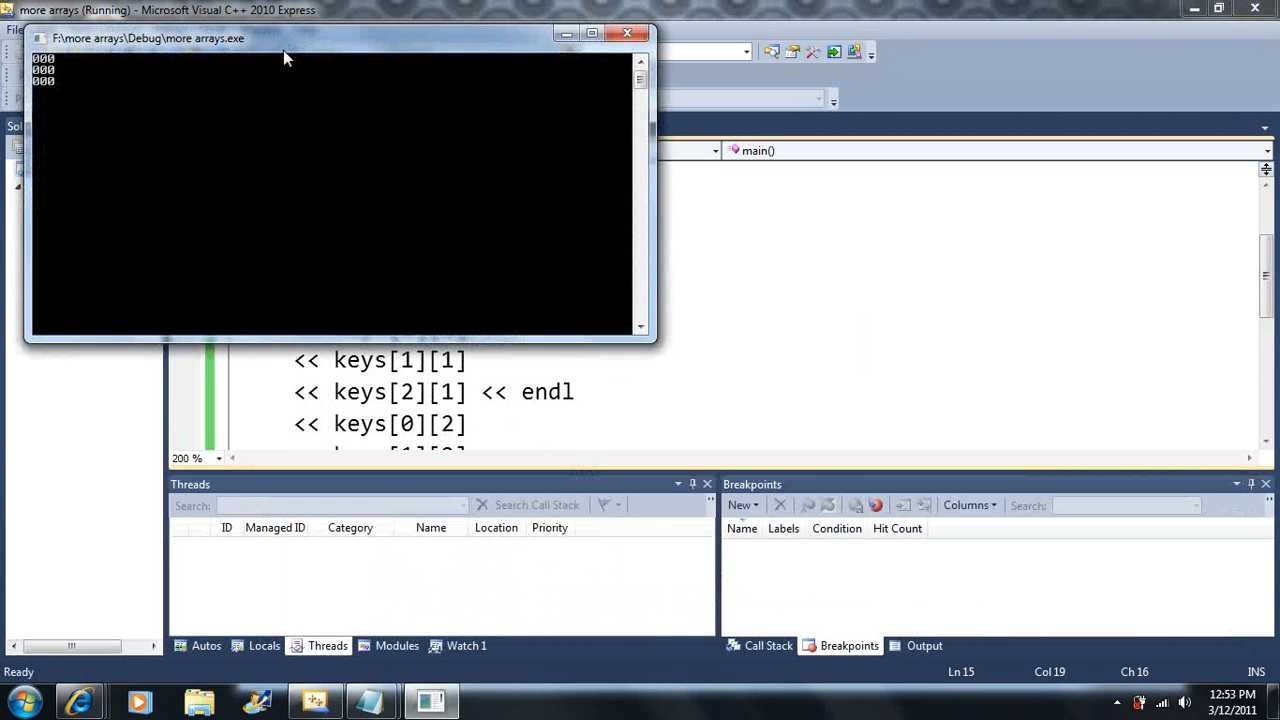 more arrays (Running) - Microsoft Visual C++ 2010 Express
F:\more arrays\Debug\more arrays.exe
000
000
000
main()
<< keys[1][1]
<< keys[2][1] << endl
<< keys[0][2]
200 %
Threads
Search:
Search Call Stack
ID Managed ID Category Name Location Priority
Breakpoints
New
Columns
Search:
Name Labels Condition Hit Count
Autos Locals Threads Modules Watch 1
Call Stack Breakpoints Output
Ready
Ln 15 Col 19 Ch 16 INS
12:53 PM
3/12/2011